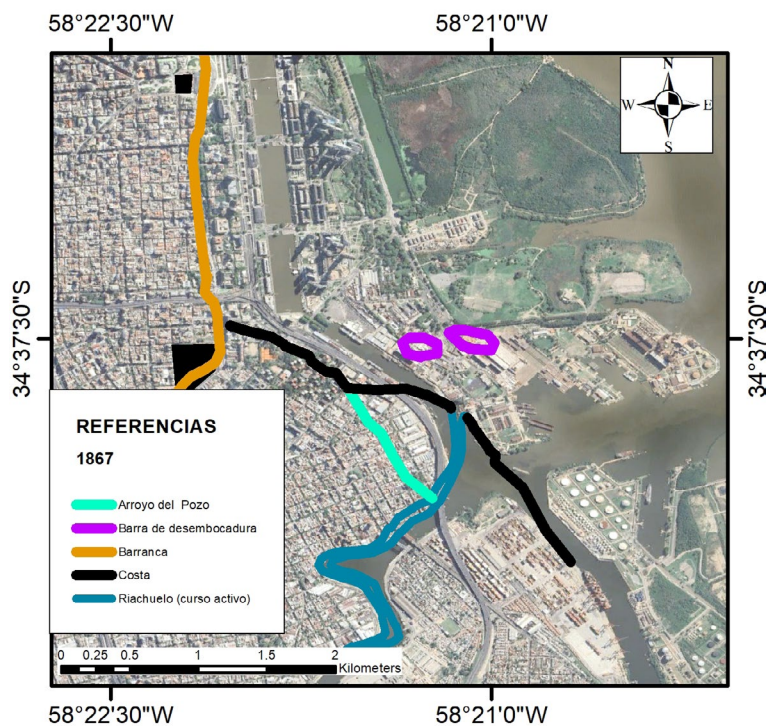 58°22'30"W 58°21'0"W
N
W E
S
34°37'30"S 34°37'30"S
REFERENCIAS
1867
Arroyo del Pozo
Barra de desembocadura
Barranca
Costa
Riachuelo (curso activo)
0 0.25 0.5 1 1.5 2
Kilometers
58°22'30"W 58°21'0"W